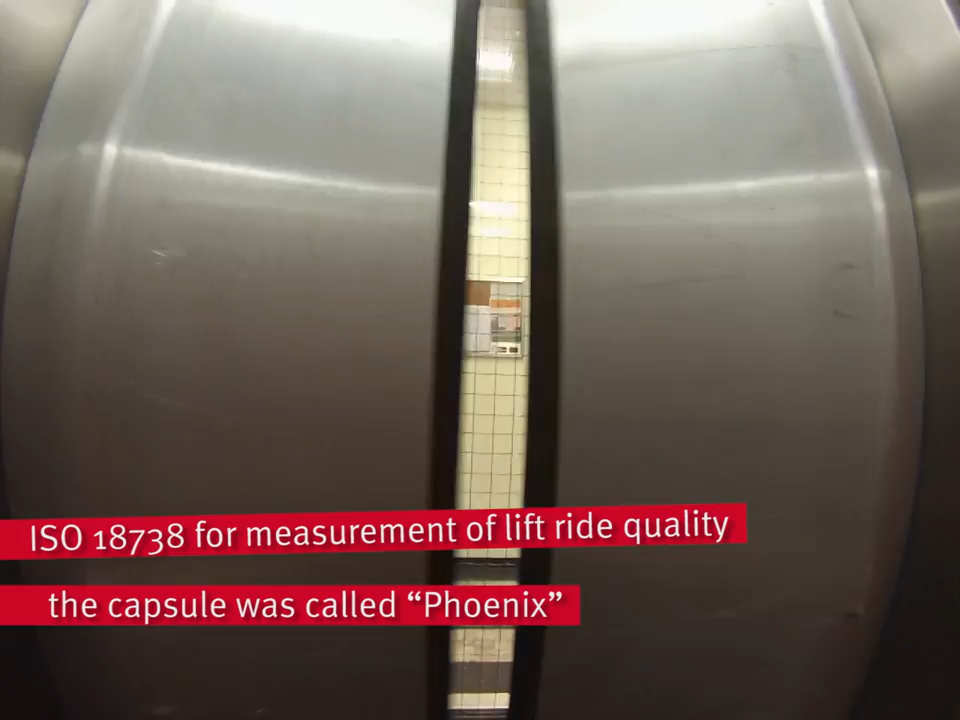 ISO 18738 for measurement of lift ride quality
the capsule was called “Phoenix”